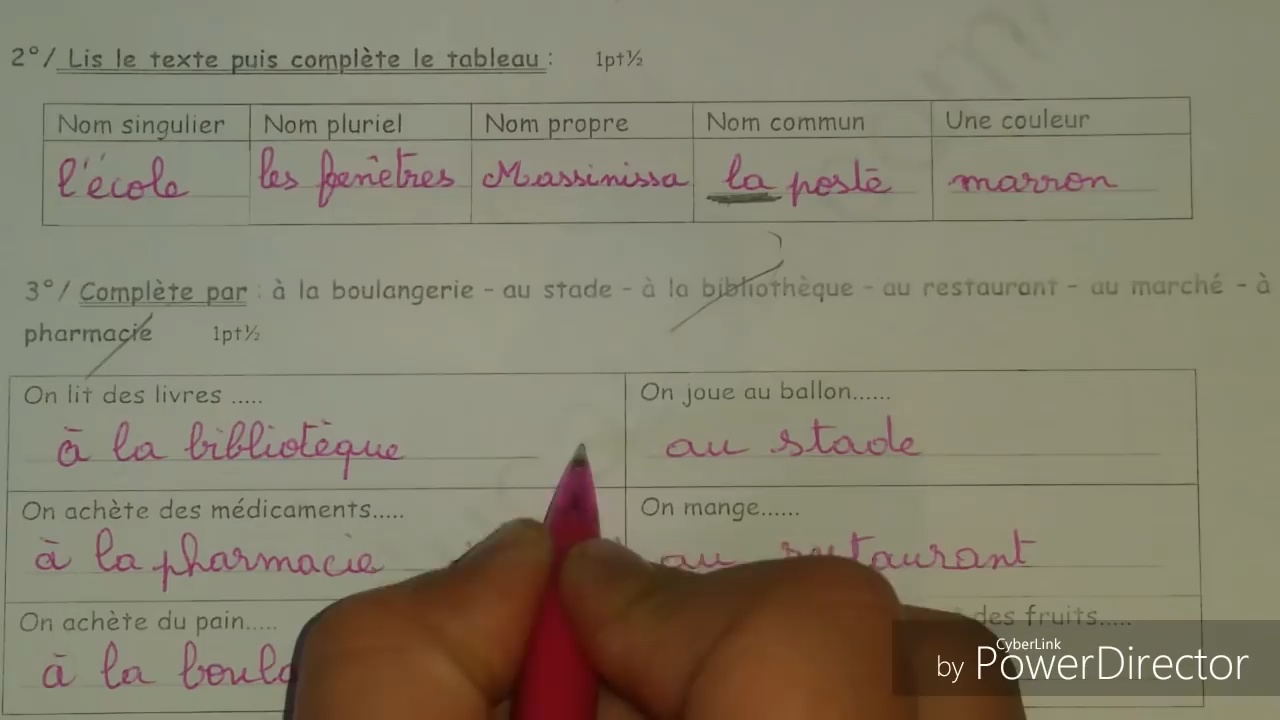 2°/ Lis le texte puis complète le tableau : 1pt½
Nom singulier Nom pluriel Nom propre Nom commun Une couleur
l'école les fenêtres Massinissa la poste marron
3°/ Complète par : à la boulangerie - au stade - à la bibliothèque - au restaurant - au marché - à
pharmacie 1pt½
On lit des livres ..... On joue au ballon......
à la bibliotèque au stade
On achète des médicaments..... On mange......
à la pharmacie au restaurant
On achète du pain..... des fruits.....
à la
CyberLink
by PowerDirector